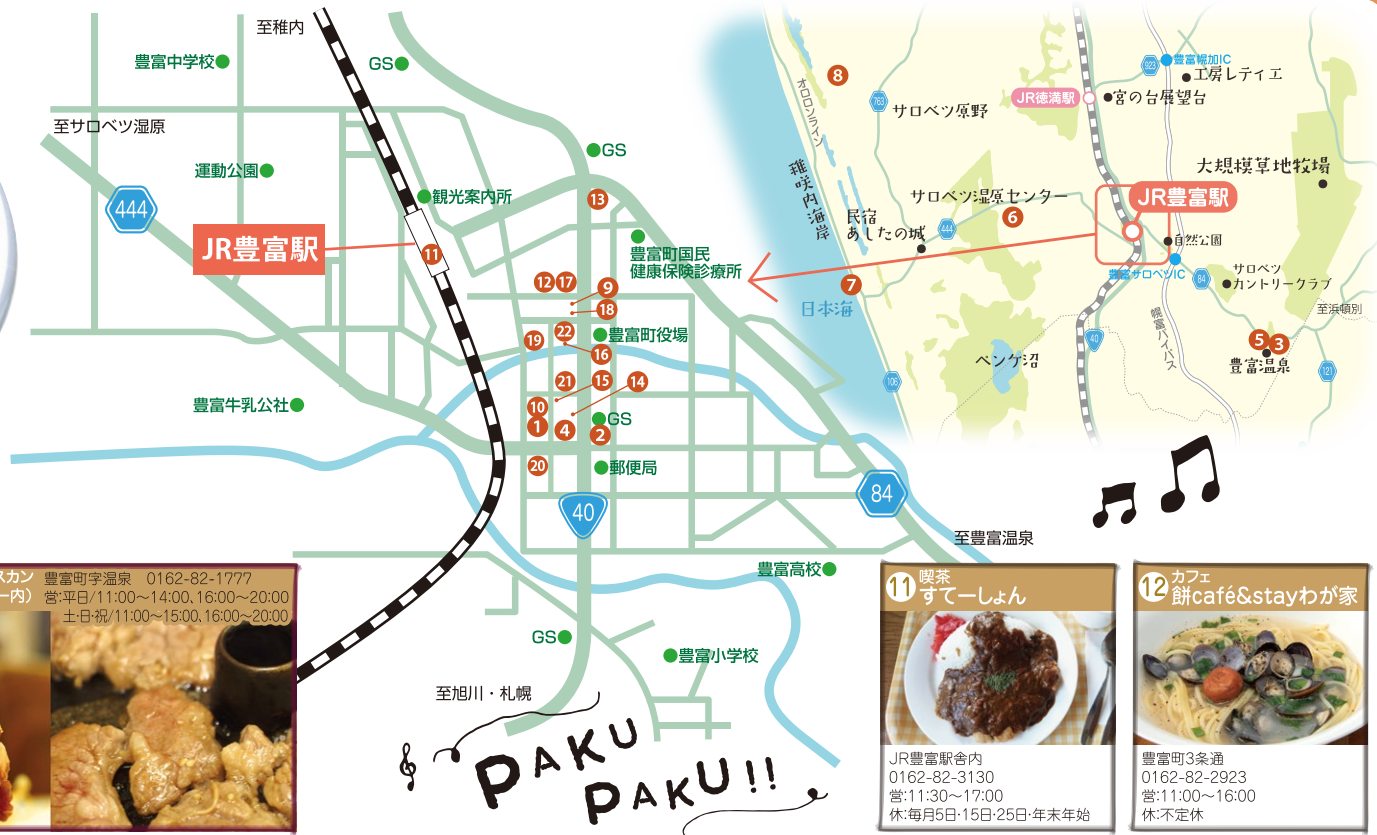 至稚内
豊富中学校
GS
至サロベツ湿原
GS
運動公園
444
観光案内所
13
JR豊富駅
11
豊富町国民
健康保険診療所
12
17
9
18
19
22
豊富町役場
16
21
15
14
豊富牛乳公社
10
1
4
GS
2
20
郵便局
40
84
至豊富温泉
豊富高校
GS
豊富小学校
至旭川・札幌
PAKU
PAKU!!
8
オロロンライン
763
サロベツ原野
923
豊富幌加IC
工房レティエ
JR徳満駅
宮の台展望台
大規模草地牧場
稚咲内海岸
サロベツ湿原センター
6
JR豊富駅
民宿
あしたの城
444
自然公園
豊富サロベツIC
7
日本海
84
サロベツ
カントリークラブ
至浜頓別
40
幌富バイパス
5
3
豊富温泉
ペンケ沼
106
121
スカン
ー内)
豊富町字温泉 0162-82-1777
営:平日/11:00～14:00、16:00～20:00
土・日・祝/11:00～15:00、16:00～20:00
11
喫茶
すてーしょん
JR豊富駅舎内
0162-82-3130
営:11:30～17:00
休:毎月5日・15日・25日・年末年始
12
カフェ
餅café&stayわが家
豊富町3条通
0162-82-2923
営:11:00～16:00
休:不定休